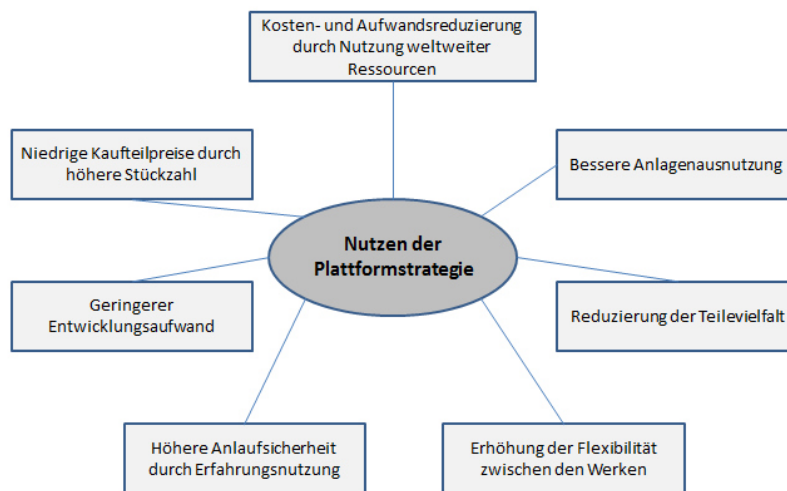 Kosten- und Aufwandsreduzierung
durch Nutzung weltweiter
Ressourcen
Niedrige Kaufteilpreise durch
höhere Stückzahl
Bessere Anlagenausnutzung
Nutzen der
Plattformstrategie
Geringerer
Entwicklungsaufwand
Reduzierung der Teilevielfalt
Höhere Anlaufsicherheit
durch Erfahrungsnutzung
Erhöhung der Flexibilität
zwischen den Werken